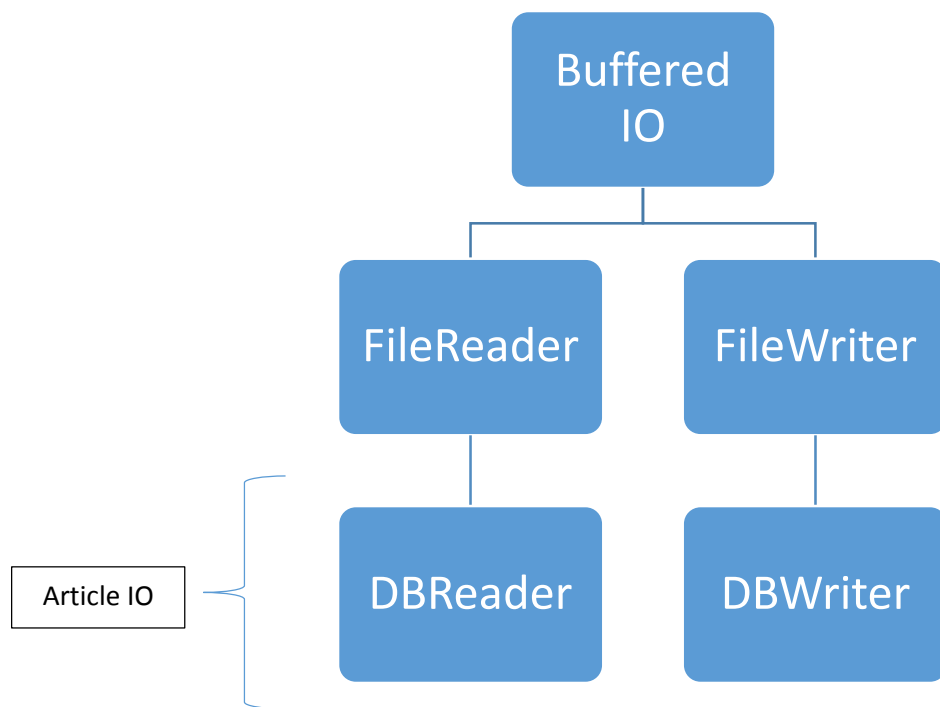 Buffered
IO
FileReader
FileWriter
Article IO
DBReader
DBWriter